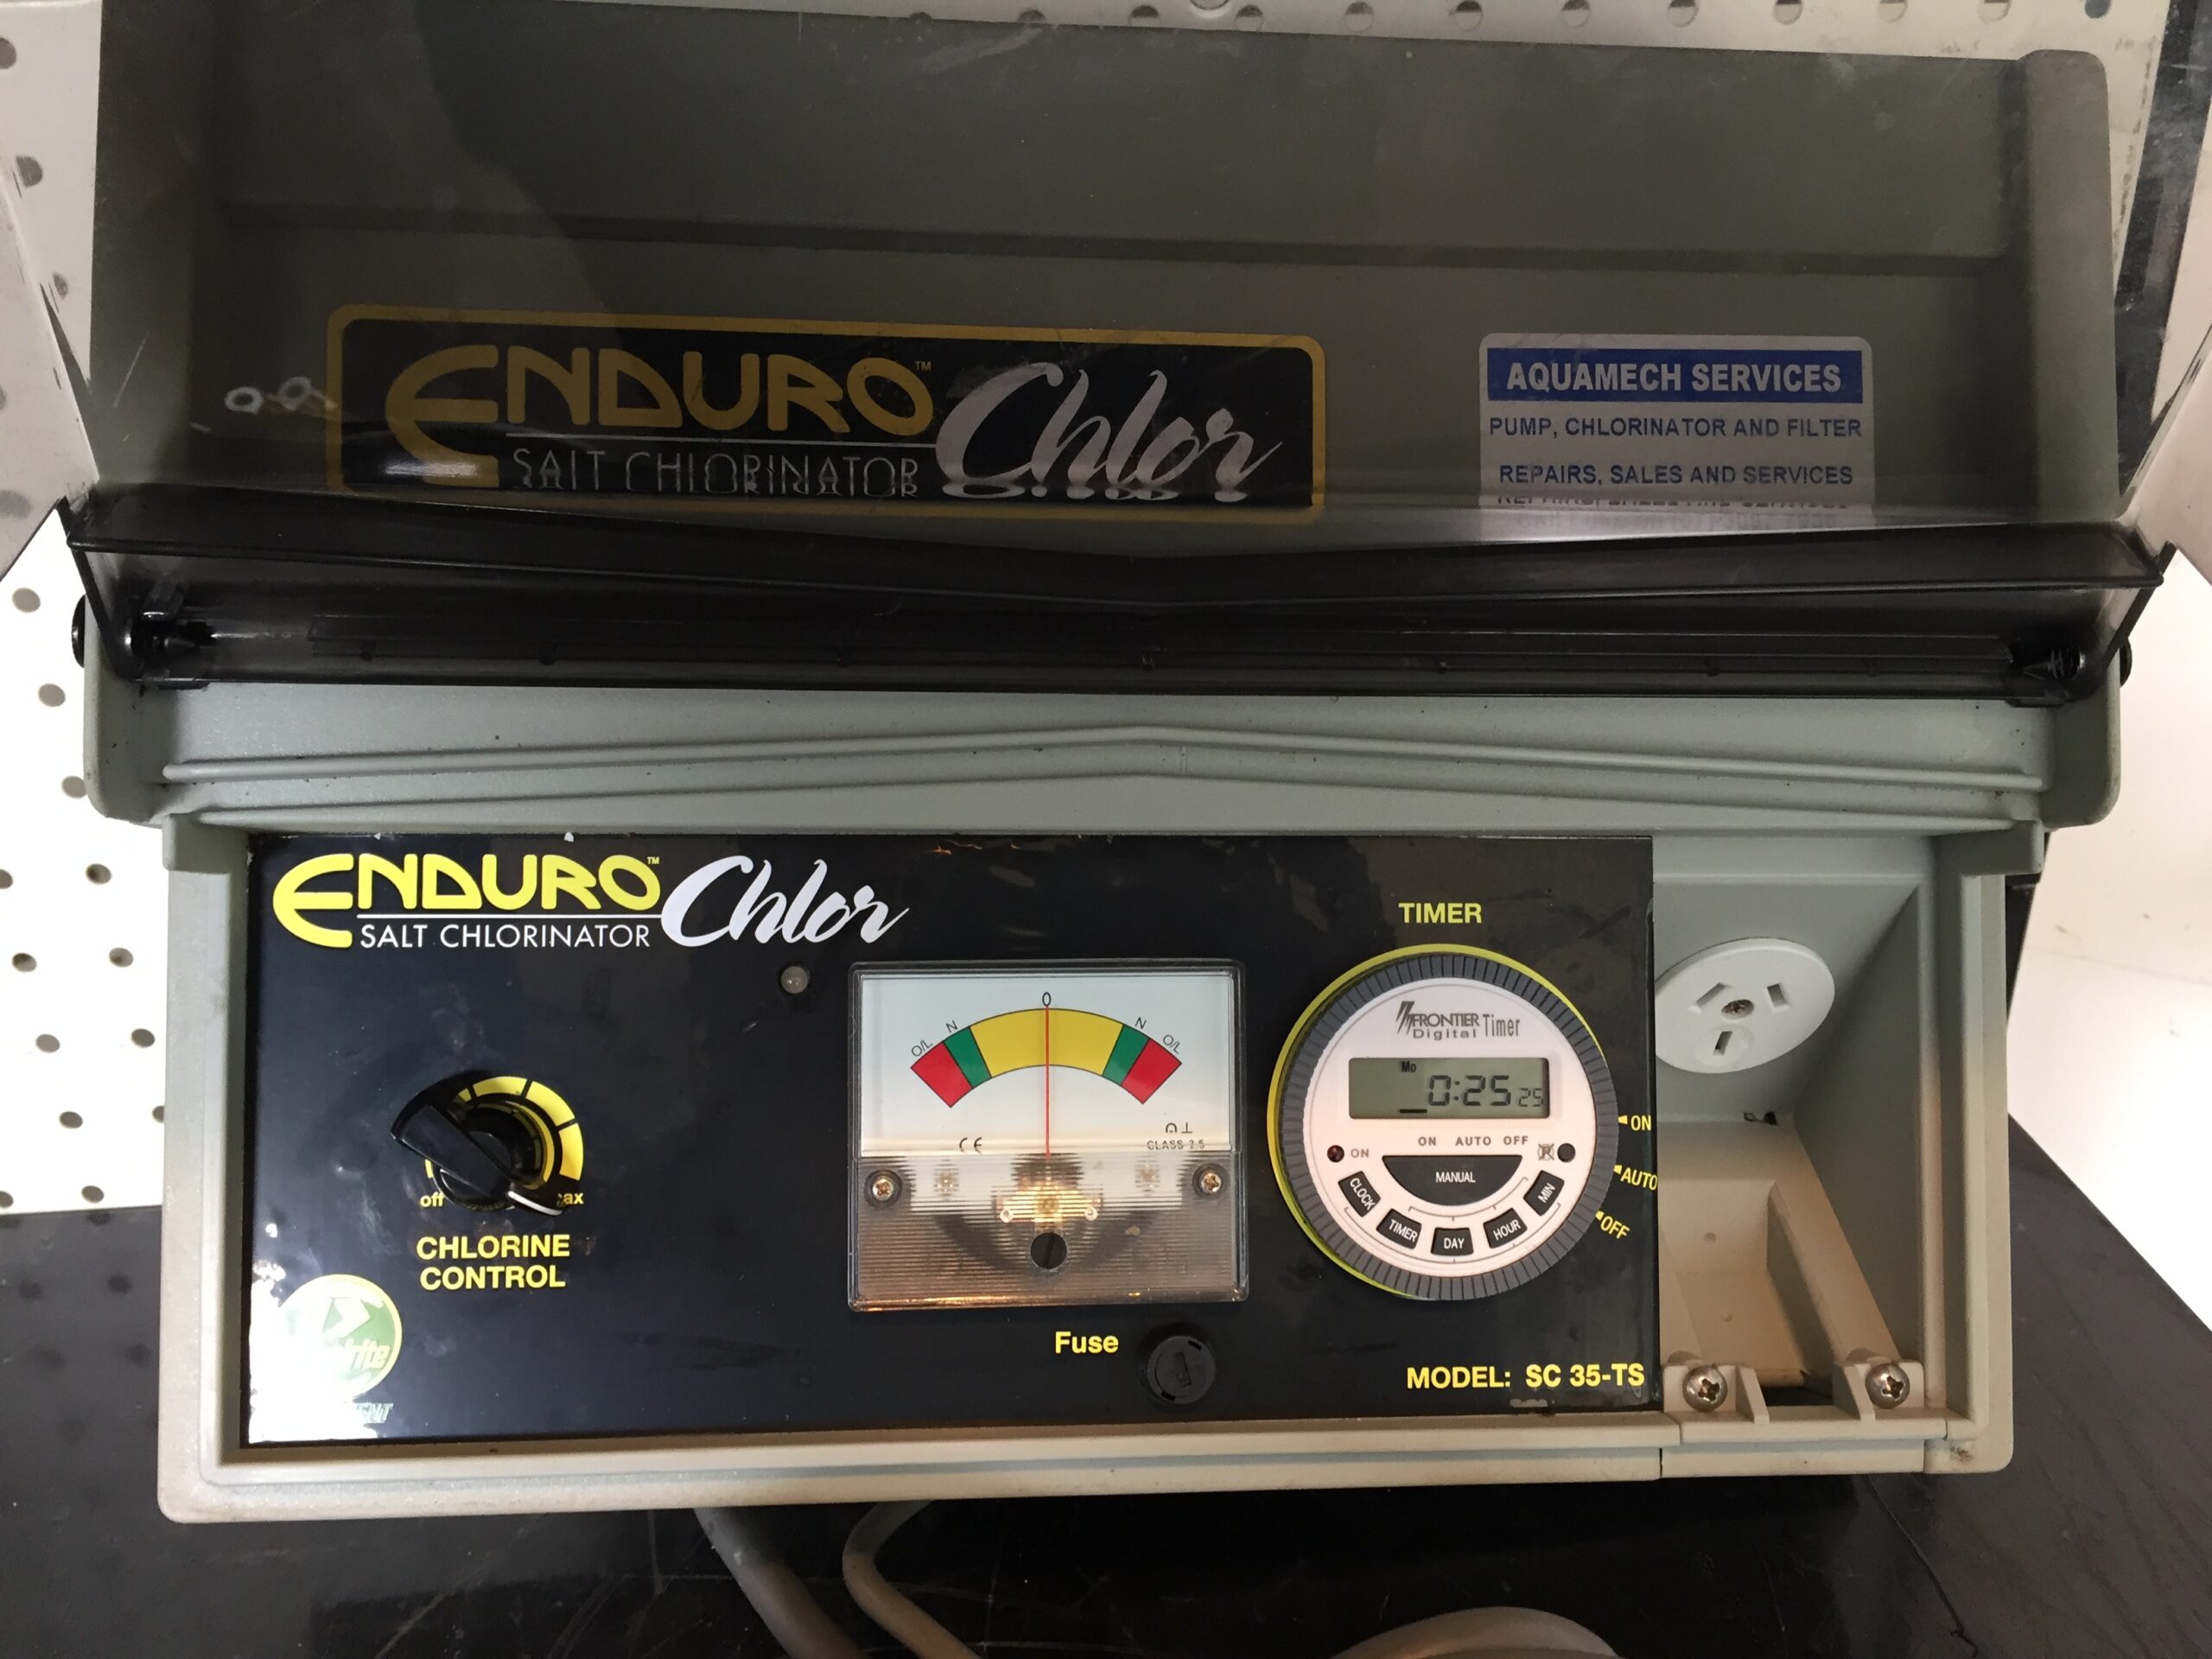 ENDURO™ Chlor
SALT CHLORINATOR
AQUAMECH SERVICES
PUMP, CHLORINATOR AND FILTER
REPAIRS, SALES AND SERVICES
ENDURO™ Chlor
SALT CHLORINATOR
TIMER
0
O/L N N O/L
CE
CLASS 2.5
FRONTIER
Digital Timer
Mo
0:25 25
ON AUTO OFF
ON
R
MANUAL
CLOCK TIMER DAY HOUR MIN
ON
AUTO
OFF
off
CHLORINE
CONTROL
Fuse
MODEL: SC 35-TS